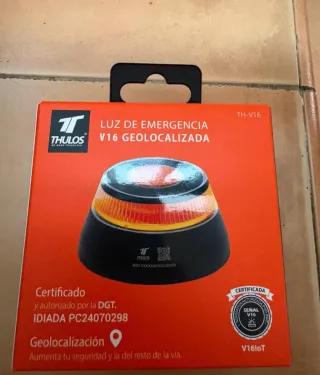 THULOS
LUZ DE EMERGENCIA
V16 GEOLOCALIZADA
TH-V16
THULOS
Certificado
y autorizado por la DGT.
IDIADA PC24070298
Geolocalización
Aumenta tu seguridad y la del resto de la vía.
CERTIFICADA
SEÑAL
V16
V16IoT